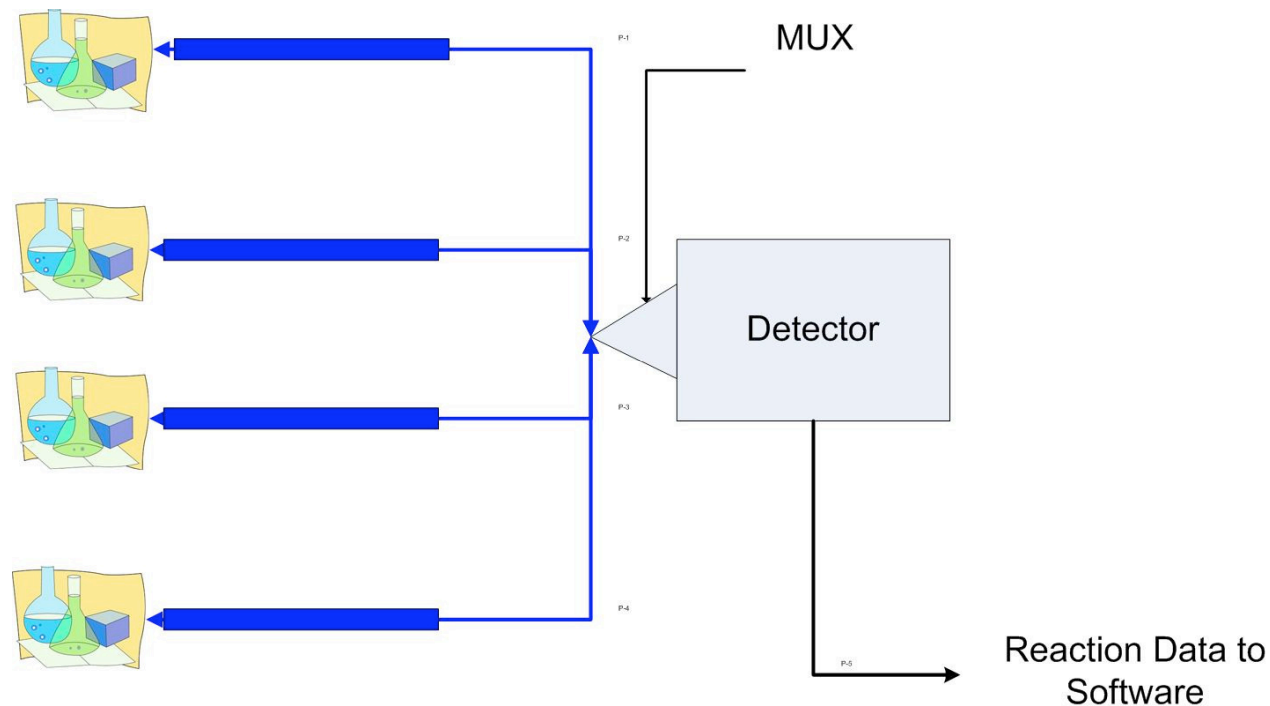 P-1
MUX
P-2
Detector
P-3
P-4
P-5
Reaction Data to
Software